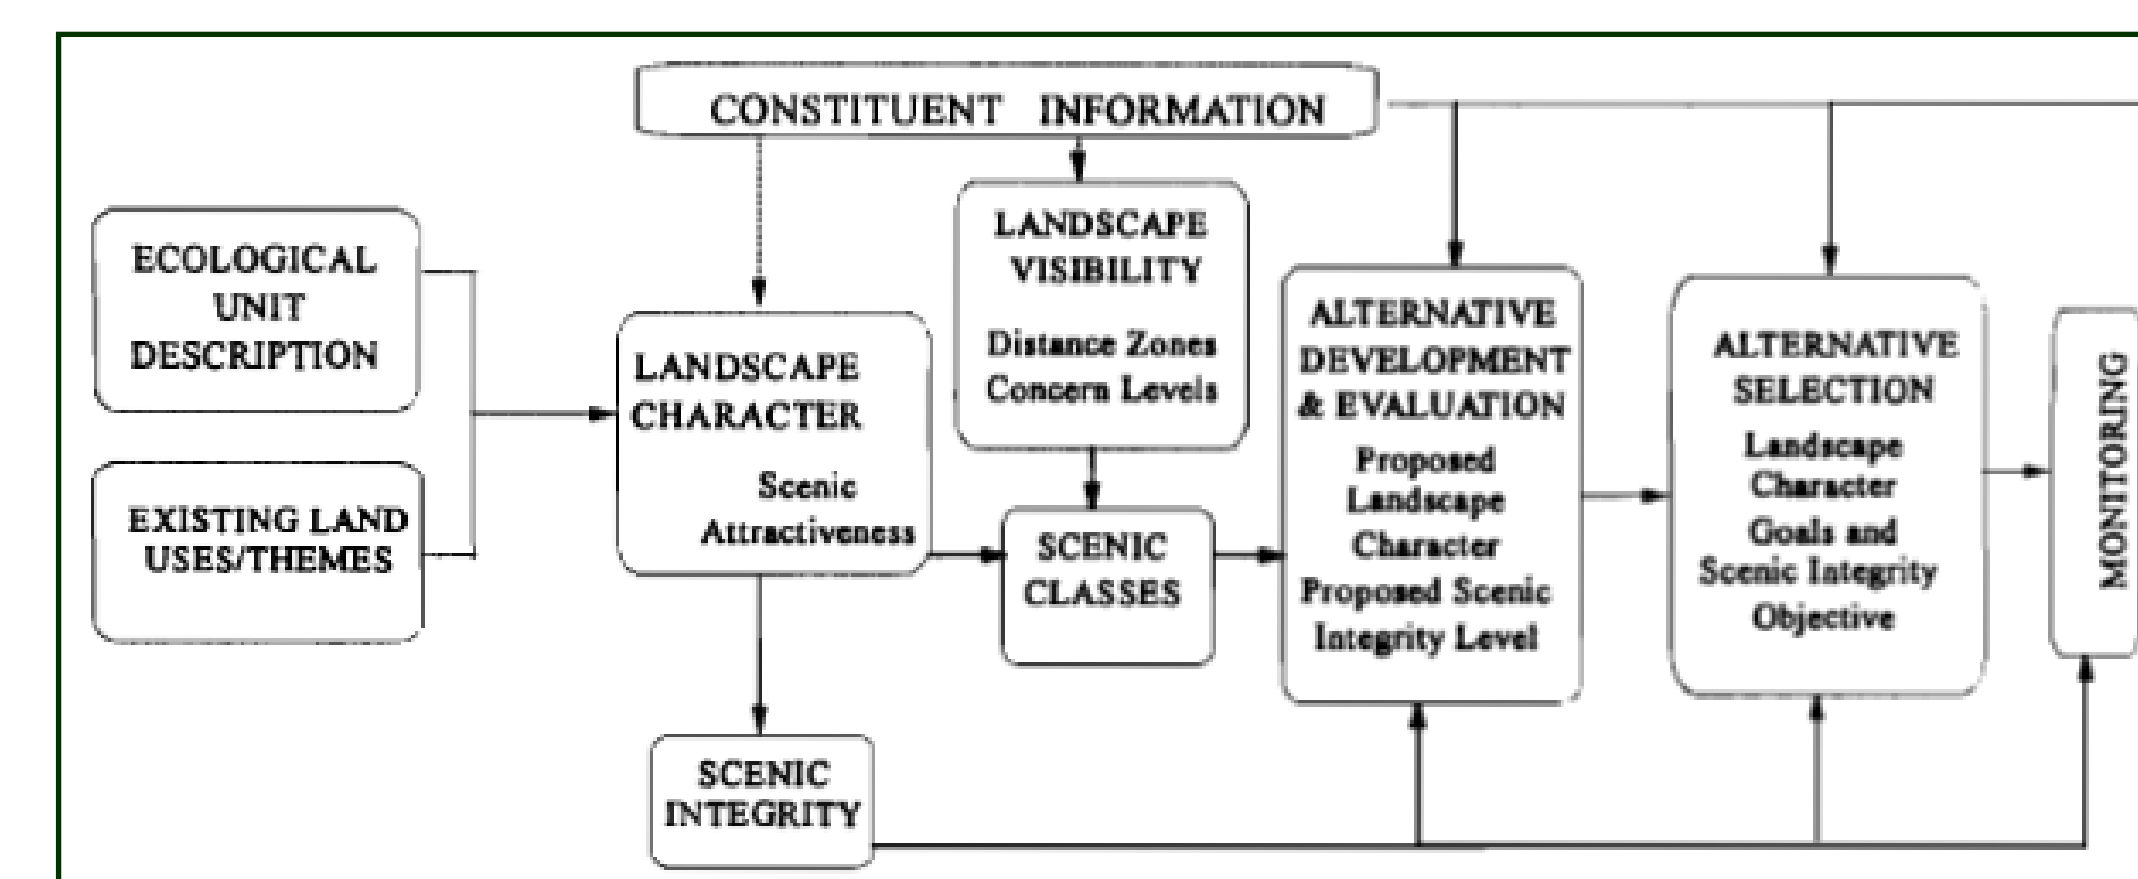 CONSTITUENT INFORMATION
ECOLOGICAL
UNIT
DESCRIPTION
EXISTING LAND
USES/THEMES
LANDSCAPE
CHARACTER
Scenic
Attractiveness
SCENIC
INTEGRITY
LANDSCAPE
VISIBILITY
Distance Zones
Concern Levels
SCENIC
CLASSES
ALTERNATIVE
DEVELOPMENT
& EVALUATION
Proposed
Landscape
Character
Proposed Scenic
Integrity Level
ALTERNATIVE
SELECTION
Landscape
Character
Goals and
Scenic Integrity
Objective
MONITORING